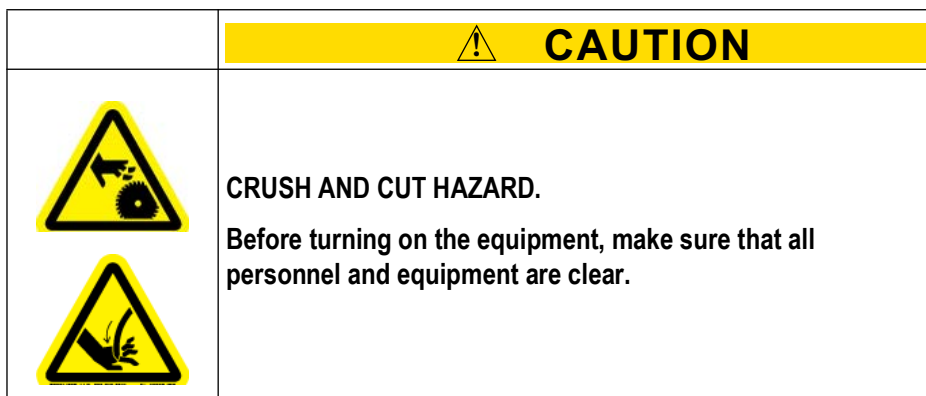 CAUTION
CRUSH AND CUT HAZARD.
Before turning on the equipment, make sure that all
personnel and equipment are clear.